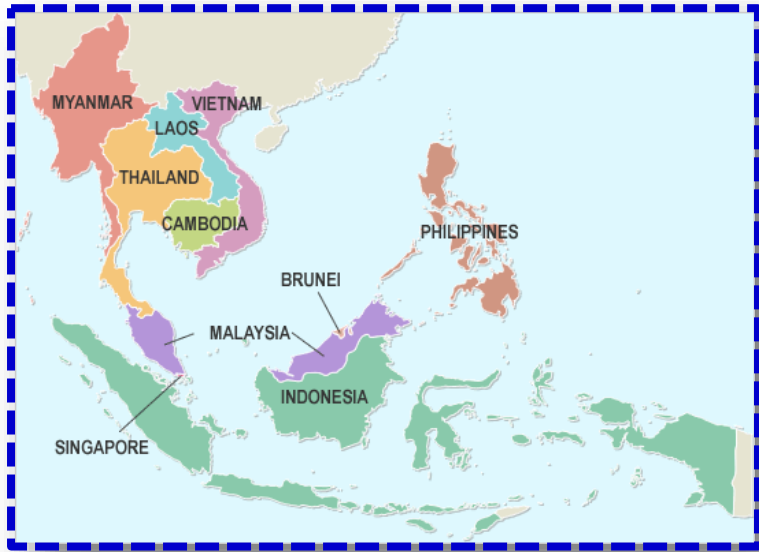 MYANMAR
VIETNAM
LAOS
THAILAND
CAMBODIA
PHILIPPINES
BRUNEI
MALAYSIA
INDONESIA
SINGAPORE